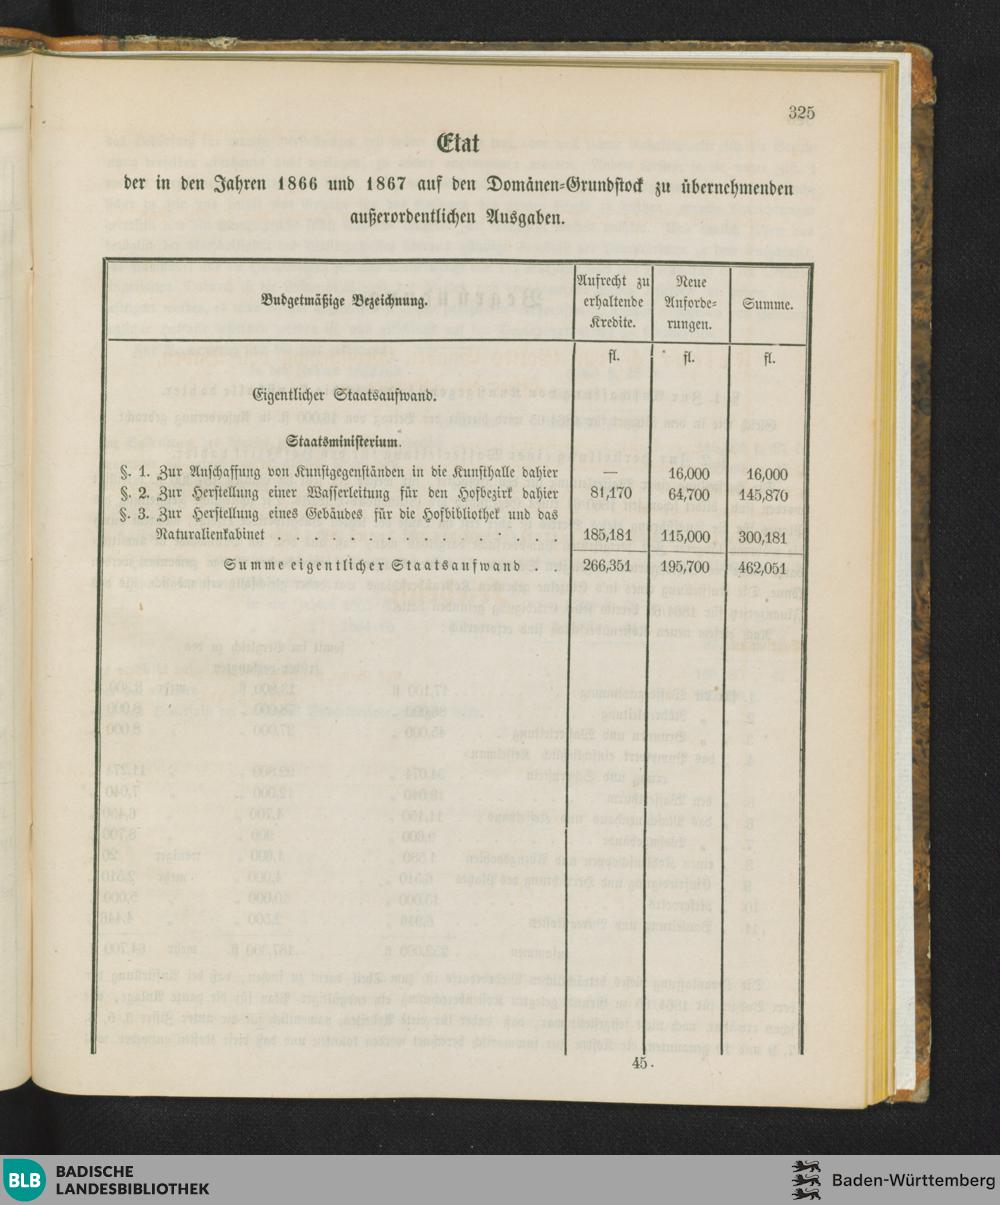 325
Etat
der in den Jahren 1866 und 1867 auf den Domänen-Grundstock zu übernehmenden
außerordentlichen Ausgaben.
Budgetmäßige Bezeichnung.
Aufrecht zu
erhaltende
Kredite.
Neue
Anforde-
rungen.
Summe.
fl. fl. fl.
Eigentlicher Staatsaufwand.
Staatsministerium.
§. 1. Zur Anschaffung von Kunstgegenständen in die Kunsthalle dahier — 16,000 16,000
§. 2. Zur Herstellung einer Wasserleitung für den Hofbezirk dahier 81,170 64,700 145,870
§. 3. Zur Herstellung eines Gebäudes für die Hofbibliothek und das
Naturalienkabinet . . . . . . . . . . . . . . . 185,181 115,000 300,181
Summe eigentlicher Staatsaufwand . . 266,351 195,700 462,051
45.
BLB BADISCHE
LANDESBIBLIOTHEK
Baden-Württemberg